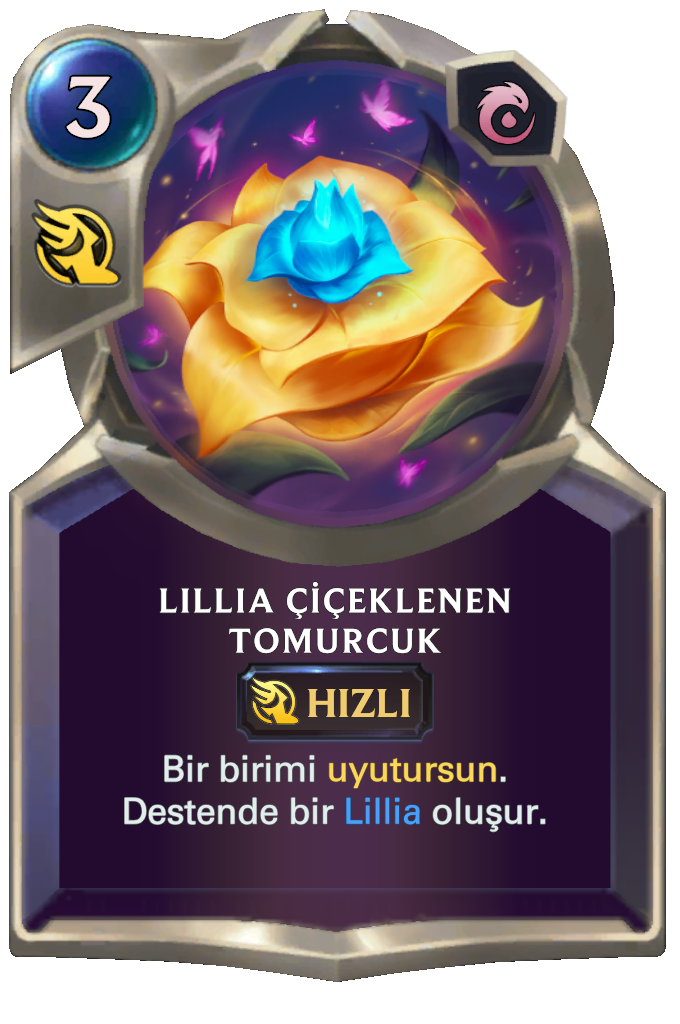 3
LILLIA ÇİÇEKLENEN
TOMURCUK
HIZLI
Bir birimi uyutursun.
Destende bir Lillia oluşur.